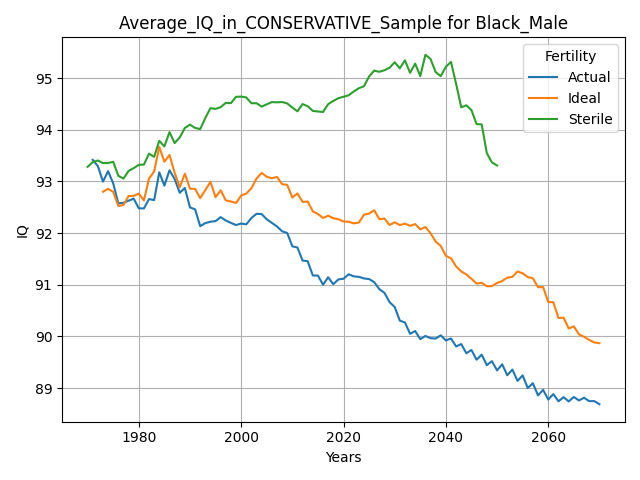 Average_IQ_in_CONSERVATIVE_Sample for Black_Male
Fertility
Actual
Ideal
Sterile
IQ
95
94
93
92
91
90
89
1980 2000 2020 2040 2060
Years